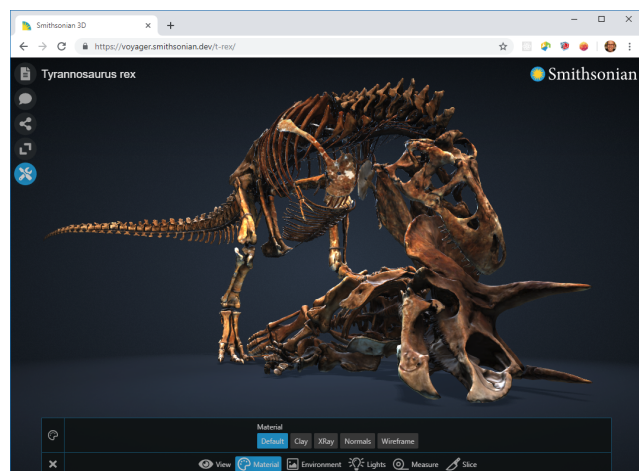 Smithsonian 3D
https://voyager.smithsonian.dev/t-rex/
Tyrannosaurus rex
Smithsonian
Material
Default Clay XRay Normals Wireframe
View Material Environment Lights Measure Slice